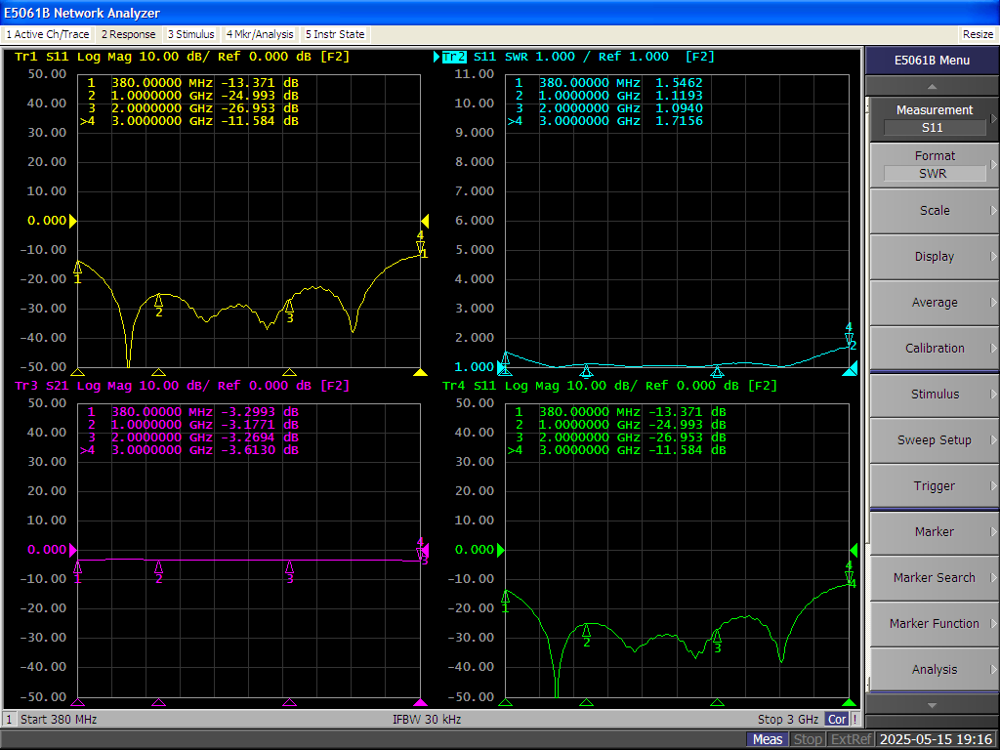 E5061B Network Analyzer
1 Active Ch/Trace 2 Response 3 Stimulus 4 Mkr/Analysis 5 Instr State Resize
Tr1 S11 Log Mag 10.00 dB/ Ref 0.000 dB [F2]
50.00
40.00
30.00
20.00
10.00
0.000
-10.00
-20.00
-30.00
-40.00
-50.00
1 380.00000 MHz -13.371 dB
2 1.0000000 GHz -24.993 dB
3 2.0000000 GHz -26.953 dB
>4 3.0000000 GHz -11.584 dB
1
2
3
4
1
Tr2 S11 SWR 1.000 / Ref 1.000 [F2]
11.00
10.00
9.000
8.000
7.000
6.000
5.000
4.000
3.000
2.000
1.000
1 380.00000 MHz 1.5462
2 1.0000000 GHz 1.1193
3 2.0000000 GHz 1.0940
>4 3.0000000 GHz 1.7156
4
2
Tr3 S21 Log Mag 10.00 dB/ Ref 0.000 dB [F2]
50.00
40.00
30.00
20.00
10.00
0.000
-10.00
-20.00
-30.00
-40.00
-50.00
1 380.00000 MHz -3.2993 dB
2 1.0000000 GHz -3.1771 dB
3 2.0000000 GHz -3.2694 dB
>4 3.0000000 GHz -3.6130 dB
1
2
3
4
3
Tr4 S11 Log Mag 10.00 dB/ Ref 0.000 dB [F2]
50.00
40.00
30.00
20.00
10.00
0.000
-10.00
-20.00
-30.00
-40.00
-50.00
1 380.00000 MHz -13.371 dB
2 1.0000000 GHz -24.993 dB
3 2.0000000 GHz -26.953 dB
>4 3.0000000 GHz -11.584 dB
1
2
3
4
4
E5061B Menu
Measurement
S11
Format
SWR
Scale
Display
Average
Calibration
Stimulus
Sweep Setup
Trigger
Marker
Marker Search
Marker Function
Analysis
1 Start 380 MHz IFBW 30 kHz Stop 3 GHz Cor !
Meas Stop ExtRef 2025-05-15 19:16